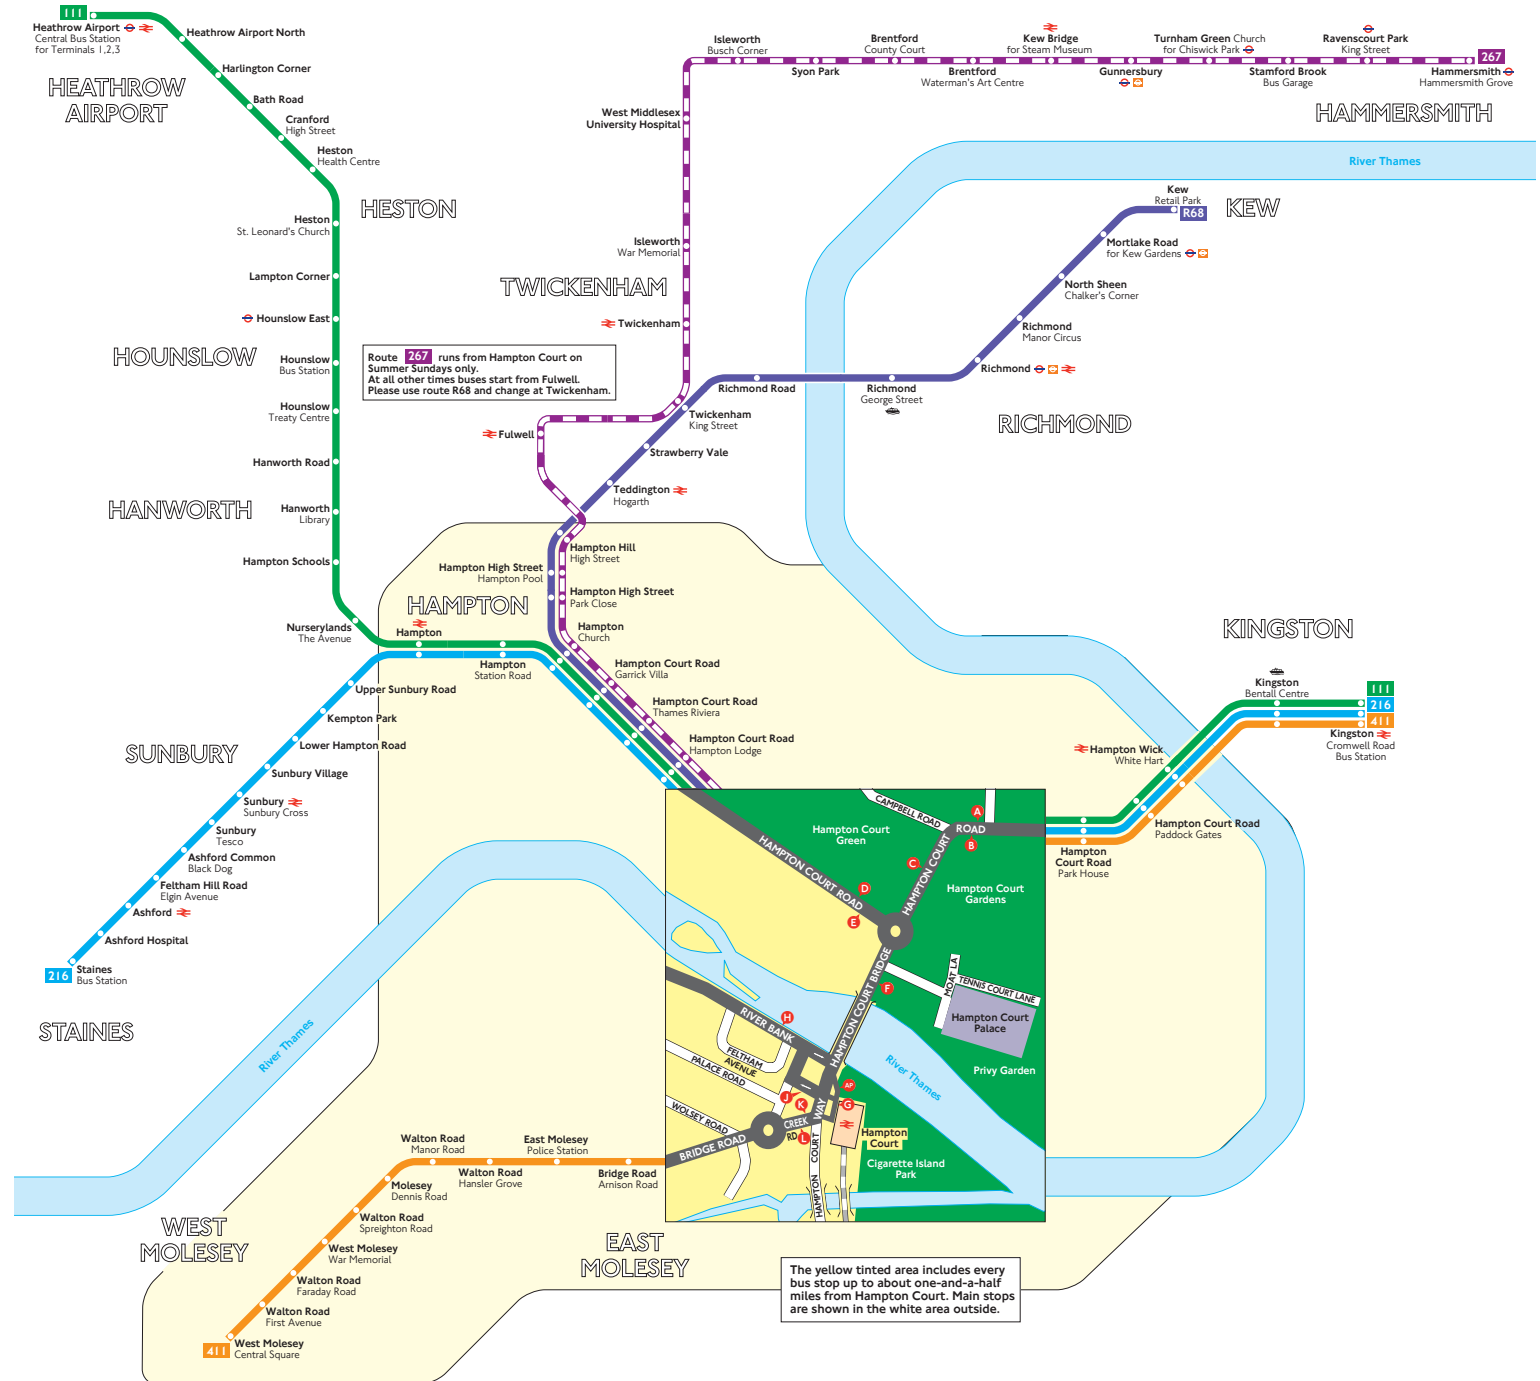 111
Heathrow Airport
Central Bus Station
for Terminals 1,2,3
Heathrow Airport North
Harlington Corner
HEATHROW
AIRPORT
Bath Road
Cranford
High Street
Heston
Health Centre
HESTON
Heston
St. Leonard's Church
Lampton Corner
Hounslow East
HOUNSLOW
Hounslow
Bus Station
Hounslow
Treaty Centre
Hanworth Road
HANWORTH
Hanworth
Library
Hampton Schools
Nurserylands
The Avenue
Isleworth
Busch Corner
Syon Park
Brentford
County Court
Brentford
Waterman's Art Centre
Kew Bridge
for Steam Museum
Gunnersbury
Turnham Green Church
for Chiswick Park
Stamford Brook
Bus Garage
Ravenscourt Park
King Street
267
Hammersmith
Hammersmith Grove
HAMMERSMITH
West Middlesex
University Hospital
River Thames
Isleworth
War Memorial
TWICKENHAM
Twickenham
Route 267 runs from Hampton Court on
Summer Sundays only.
At all other times buses start from Fulwell.
Please use route R68 and change at Twickenham.
Kew
Retail Park
R68
KEW
Mortlake Road
for Kew Gardens
North Sheen
Chalker's Corner
Richmond
Manor Circus
Richmond
Richmond Road
Richmond
George Street
RICHMOND
Twickenham
King Street
Fulwell
Strawberry Vale
Teddington
Hogarth
Hampton Hill
High Street
Hampton High Street
Hampton Pool
Hampton High Street
Park Close
HAMPTON
Hampton
Hampton
Church
Hampton
Station Road
Hampton Court Road
Garrick Villa
Hampton Court Road
Thames Riviera
Hampton Court Road
Hampton Lodge
Upper Sunbury Road
Kempton Park
Lower Hampton Road
SUNBURY
Sunbury Village
Sunbury
Sunbury Cross
Sunbury
Tesco
Ashford Common
Black Dog
Feltham Hill Road
Elgin Avenue
Ashford
Ashford Hospital
216
Staines
Bus Station
STAINES
River Thames
KINGSTON
Kingston
Bentall Centre
111
216
411
Kingston
Cromwell Road
Bus Station
Hampton Wick
White Hart
Hampton Court Road
Paddock Gates
Hampton
Court Road
Park House
CAMPBELL ROAD
A
ROAD
B
Hampton Court
Green
HAMPTON COURT ROAD
C
HAMPTON COURT
D
E
Hampton Court
Gardens
HAMPTON COURT BRIDGE
F
MOAT LA
TENNIS COURT LANE
Hampton Court
Palace
Privy Garden
H
RIVER BANK
FELTHAM
AVENUE
PALACE ROAD
WOLSEY ROAD
River Thames
AP
J
K
G
WAY
CREEK
RD
L
BRIDGE ROAD
HAMPTON COURT
Hampton
Court
Cigarette Island
Park
Walton Road
Manor Road
East Molesey
Police Station
Walton Road
Hansler Grove
Bridge Road
Arnison Road
Molesey
Dennis Road
Walton Road
Spreighton Road
WEST
MOLESEY
West Molesey
War Memorial
Walton Road
Faraday Road
Walton Road
First Avenue
411
West Molesey
Central Square
EAST
MOLESEY
The yellow tinted area includes every
bus stop up to about one-and-a-half
miles from Hampton Court. Main stops
are shown in the white area outside.